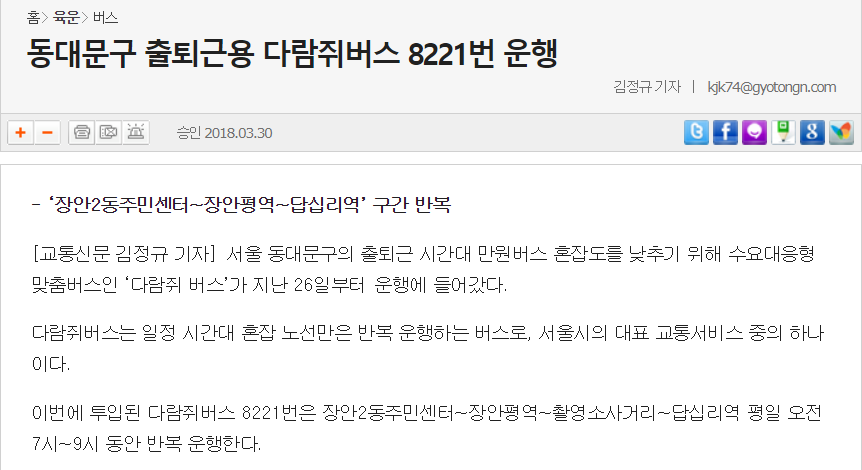 홈> 육운> 버스
동대문구 출퇴근용 다람쥐버스 8221번 운행
김정규 기자 | kjk74@gyotongn.com
승인 2018.03.30
- ‘장안2동주민센터~장안평역~답십리역’ 구간 반복
[교통신문 김정규 기자] 서울 동대문구의 출퇴근 시간대 만원버스 혼잡도를 낮추기 위해 수요대응형
맞춤버스인 ‘다람쥐 버스’가 지난 26일부터 운행에 들어갔다.
다람쥐버스는 일정 시간대 혼잡 노선만은 반복 운행하는 버스로, 서울시의 대표 교통서비스 중의 하나
이다.
이번에 투입된 다람쥐버스 8221번은 장안2동주민센터~장안평역~촬영소사거리~답십리역 평일 오전
7시~9시 동안 반복 운행한다.